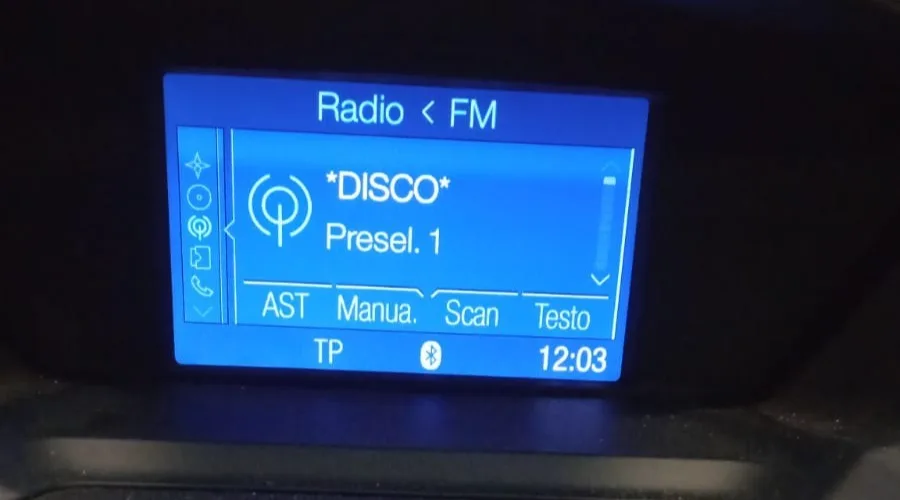 Radio < FM
*DISCO*
Presel. 1
AST Manua. Scan Testo
TP 12:03